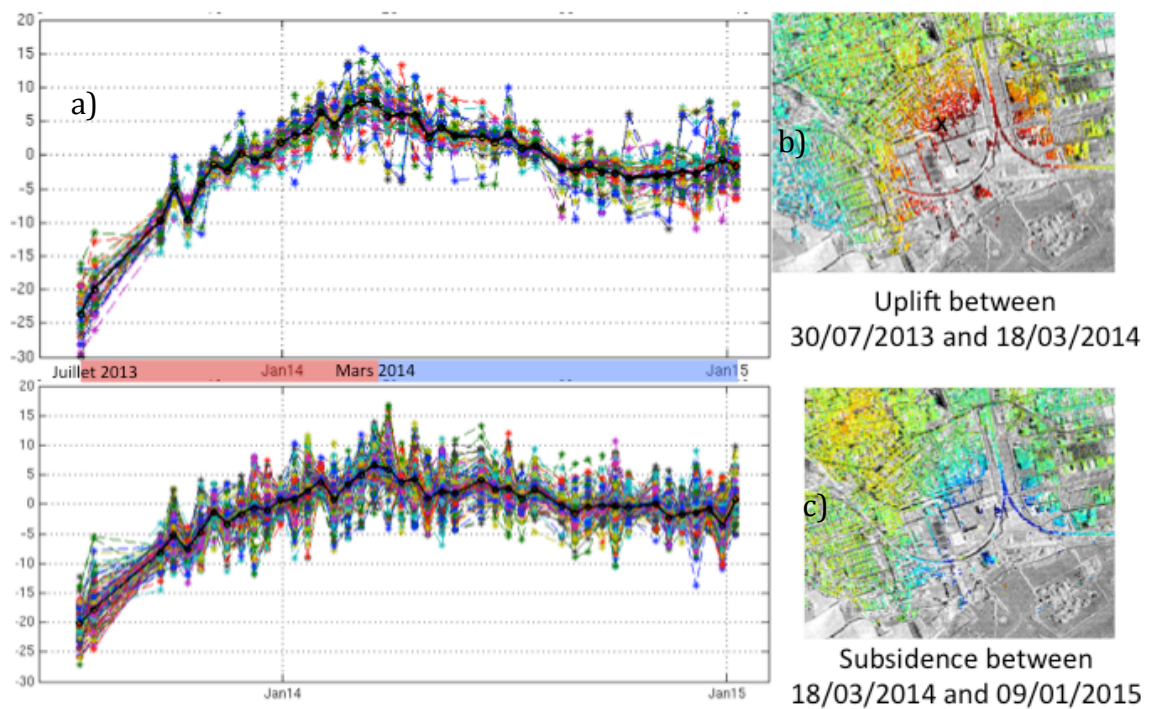 20
15
10
5
0
-5
-10
-15
-20
-25
-30
a)
b)
Uplift between
30/07/2013 and 18/03/2014
Juillet 2013 Jan14 Mars 2014 Jan15
20
15
10
5
0
-5
-10
-15
-20
-25
-30
Jan14 Jan15
c)
Subsidence between
18/03/2014 and 09/01/2015